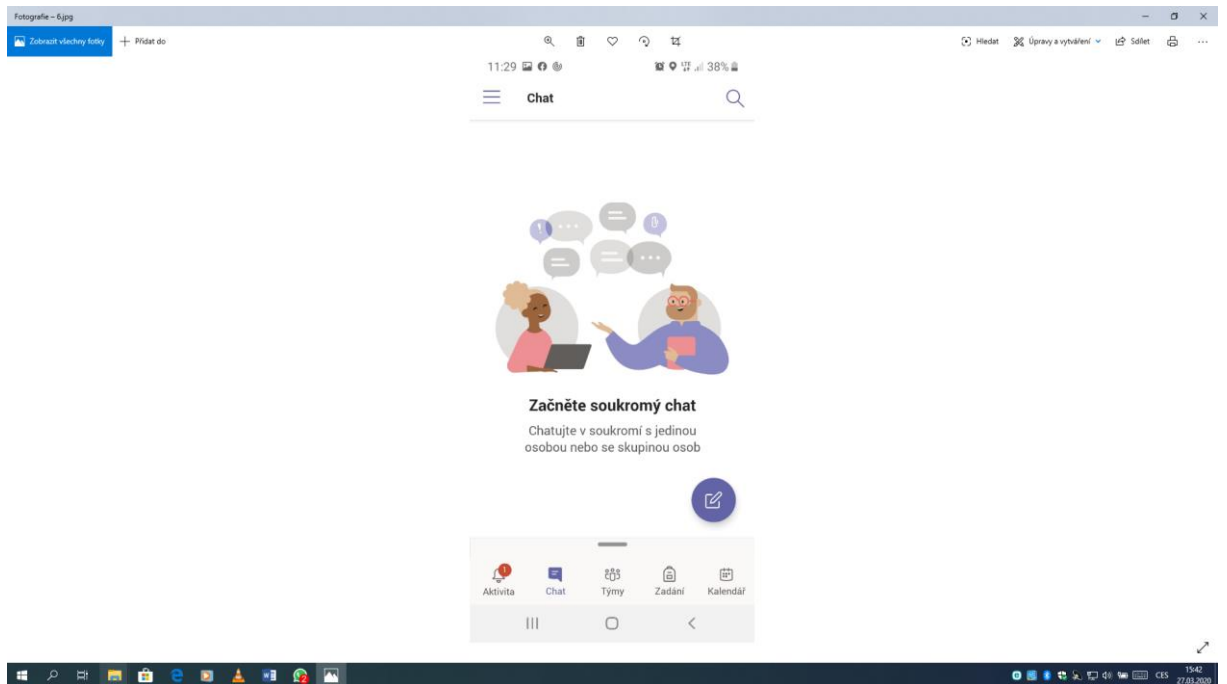 Fotografie – 6.jpg
Zobrazit všechny fotky
Přidat do
Hledat
Úpravy a vytváření
Sdílet
11:29
38%
Chat
Začněte soukromý chat
Chatujte v soukromí s jedinou
osobou nebo se skupinou osob
1
Aktivita
Chat
Týmy
Zadání
Kalendář
2
CES
15:42
27.03.2020